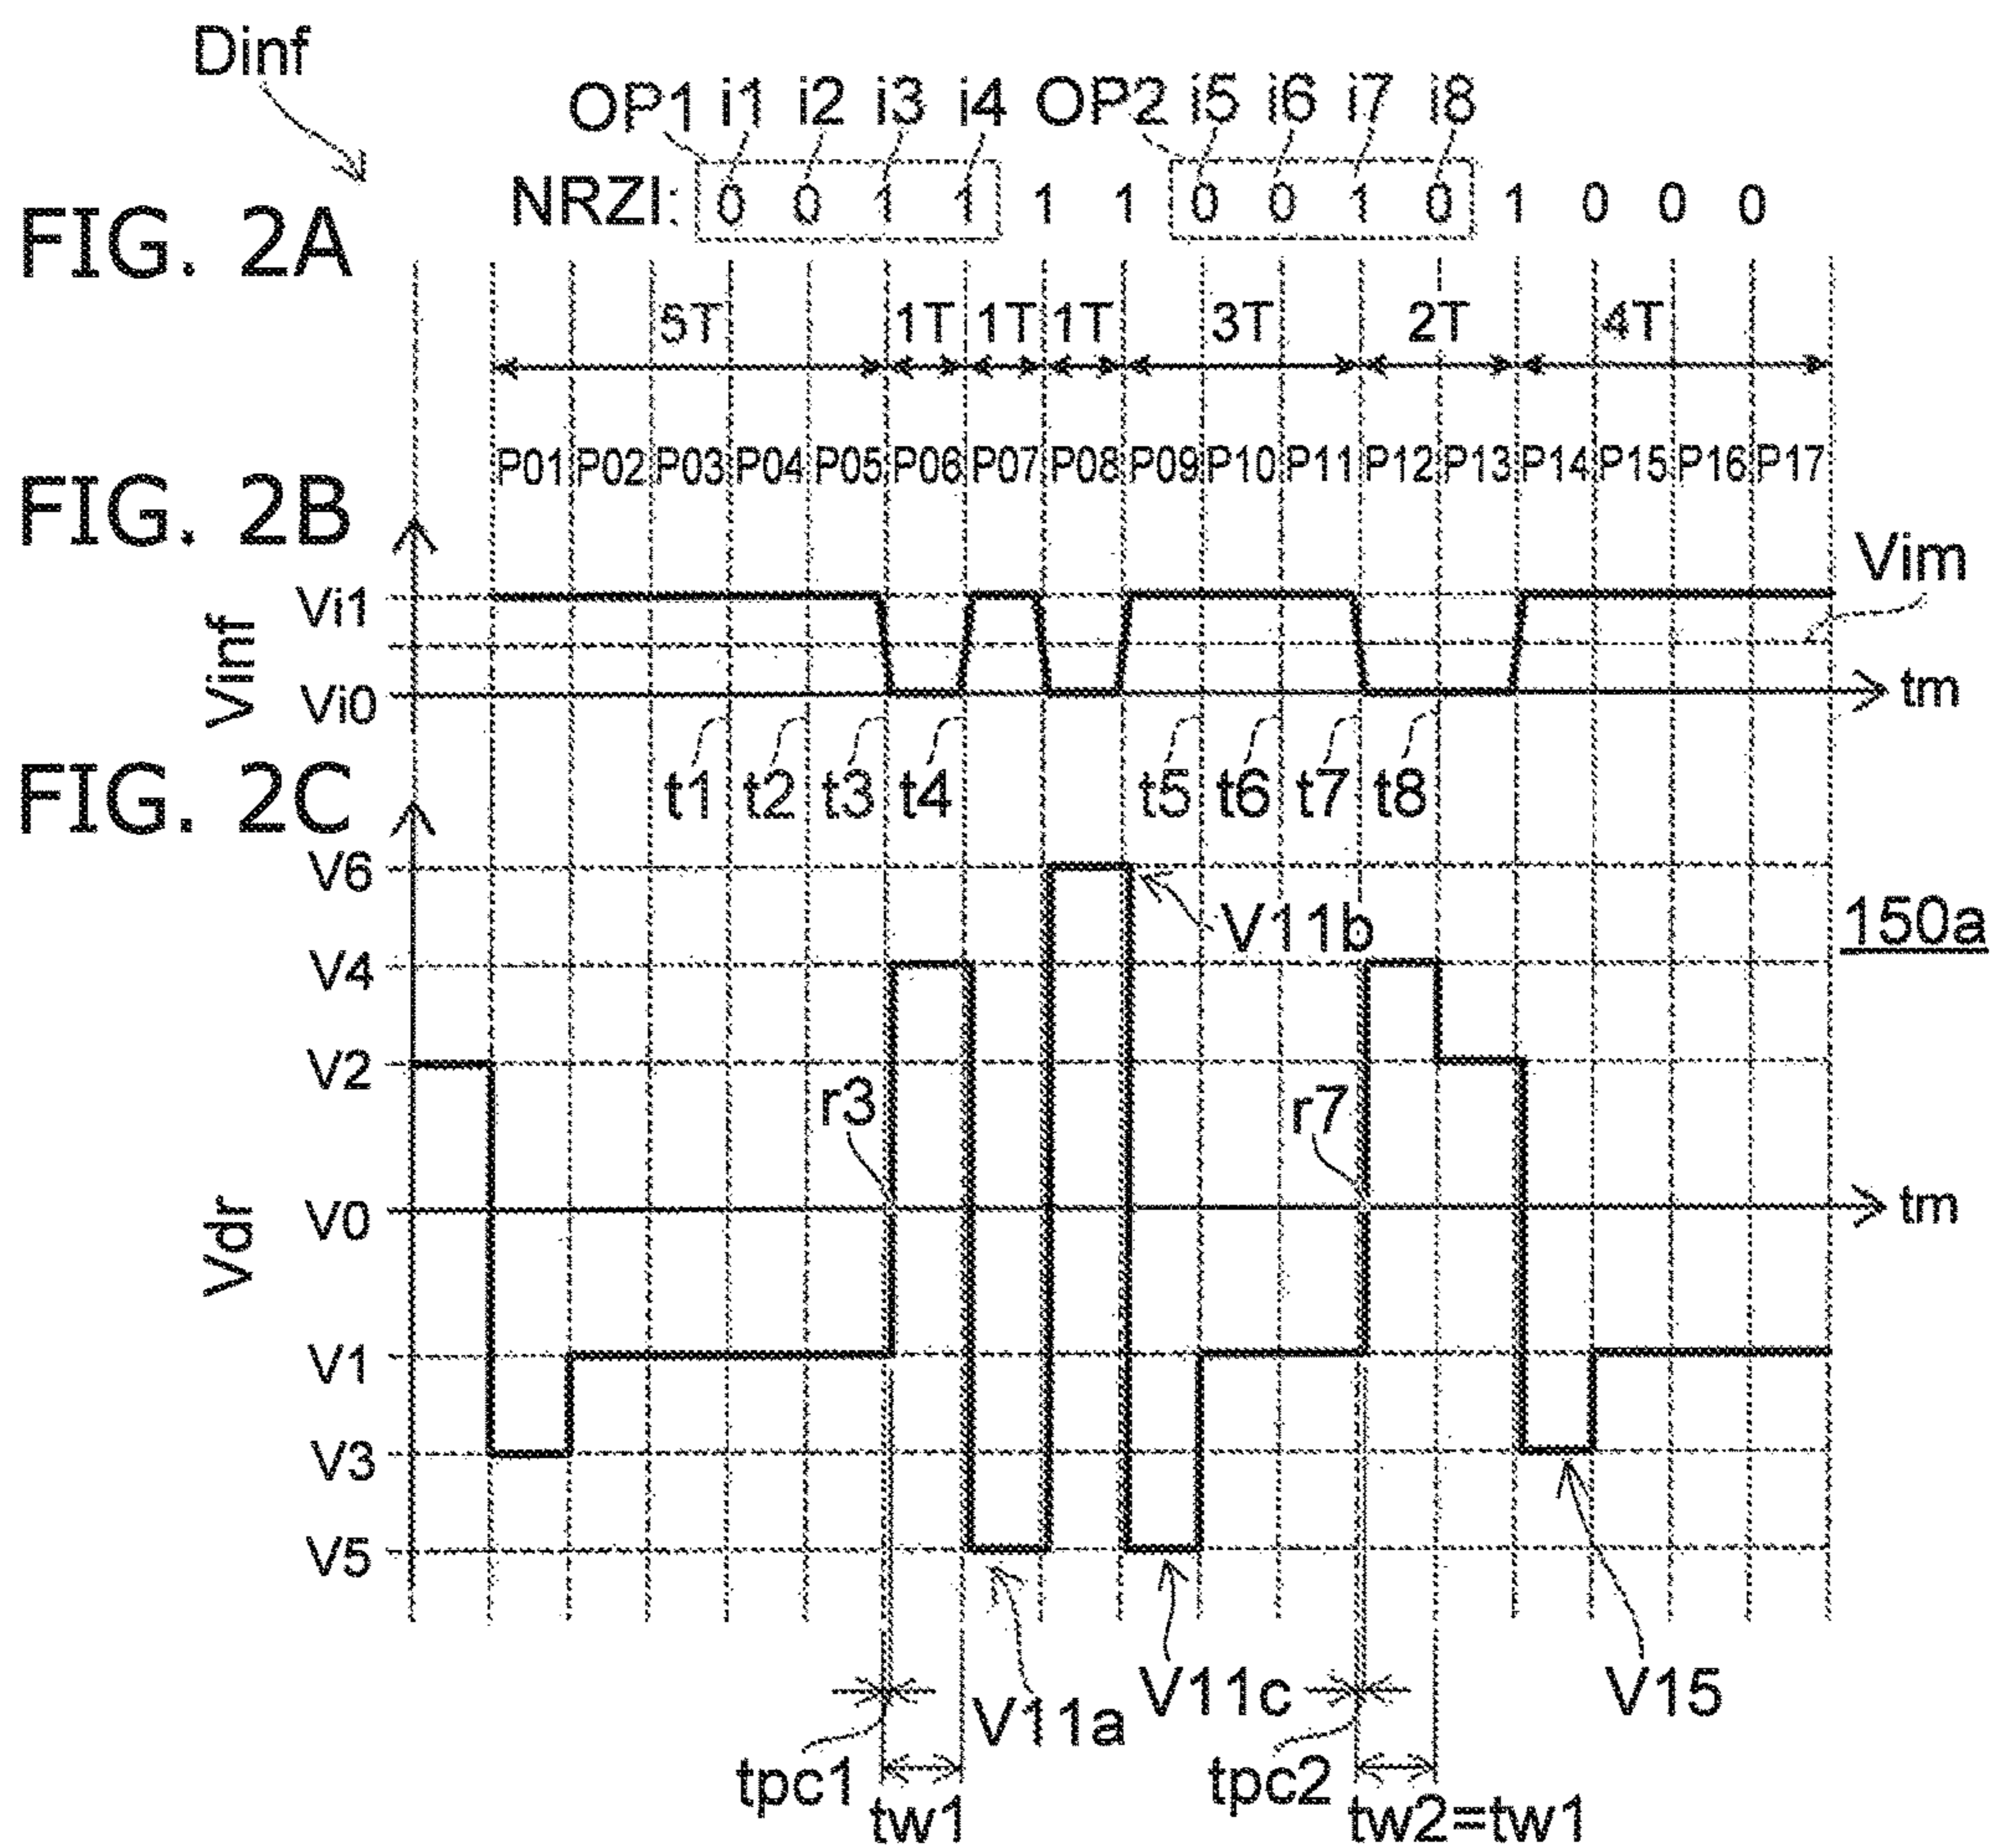 Dinf
OP1 i1 i2 i3 i4 OP2 i5 i6 i7 i8
FIG. 2A
NRZI: 0 0 1 1 1 1 0 0 1 0 1 0 0 0
5T 1T 1T 1T 3T 2T 4T
FIG. 2B
P01 P02 P03 P04 P05 P06 P07 P08 P09 P10 P11 P12 P13 P14 P15 P16 P17
Vim
Vi1
Vinf
Vi0
tm
t1 t2 t3 t4 t5 t6 t7 t8
FIG. 2C
V6
V11b
150a
V4
V2
r3 r7
V0
tm
Vdr
V1
V3
V5
V11a V11c V15
tpc1 tpc2
tw1 tw2=tw1